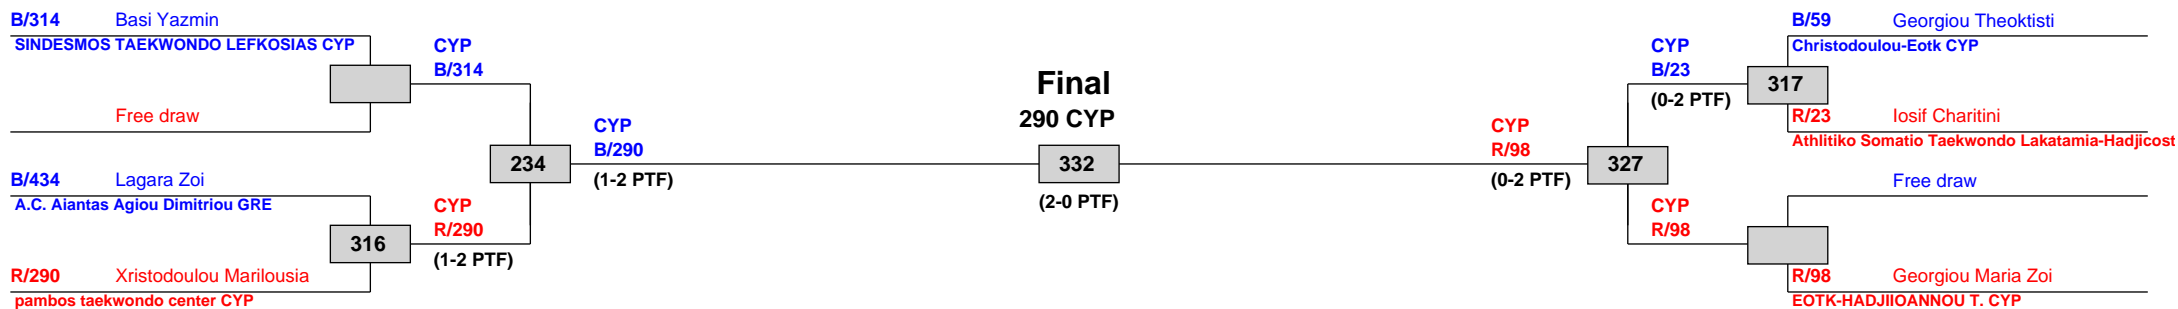 B/314 Basi Yazmin
SINDESMOS TAEKWONDO LEFKOSIAS CYP
Free draw
B/434 Lagara Zoi
A.C. Aiantas Agiou Dimitriou GRE
316
R/290 Xristodoulou Marilousia
pambos taekwondo center CYP
CYP
B/314
CYP
R/290
(1-2 PTF)
234
CYP
B/290
(1-2 PTF)
Final
290 CYP
332
(2-0 PTF)
CYP
R/98
(0-2 PTF)
327
CYP
B/23
(0-2 PTF)
CYP
R/98
B/59 Georgiou Theoktisti
Christodoulou-Eotk CYP
317
R/23 Iosif Charitini
Athlitiko Somatio Taekwondo Lakatamia-Hadjicost
Free draw
R/98 Georgiou Maria Zoi
EOTK-HADJIIOANNOU T. CYP